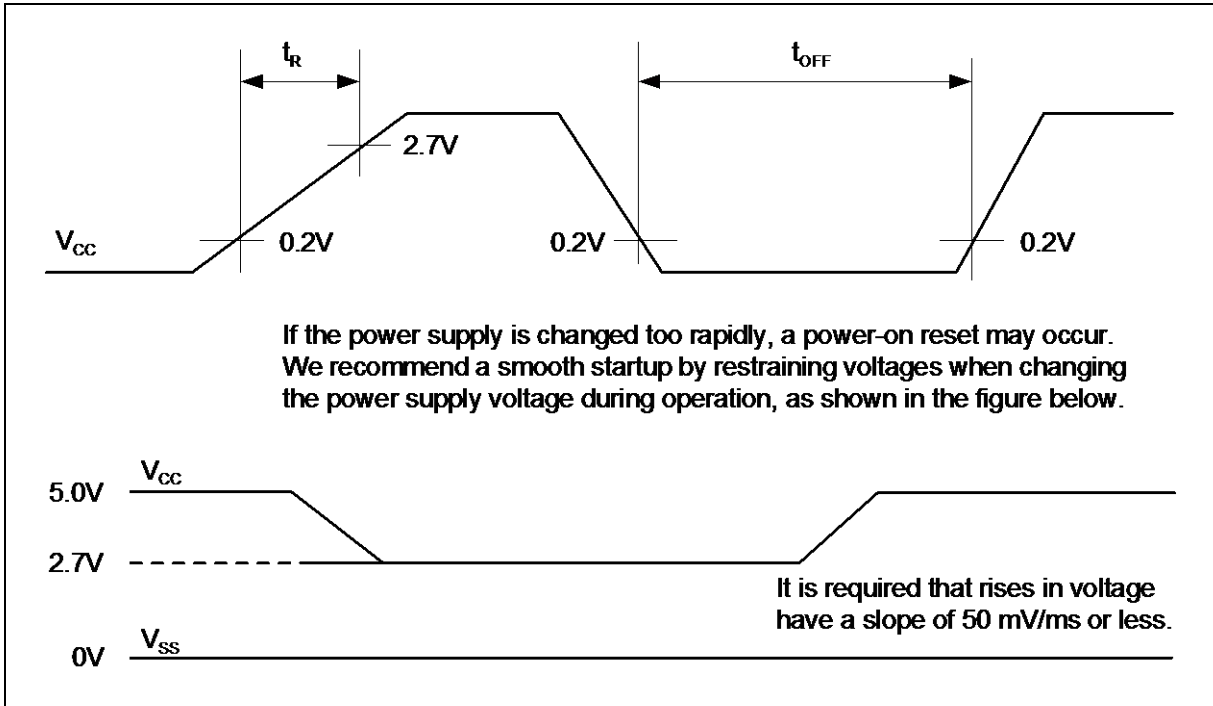 tR
tOFF
2.7V
VCC
0.2V
0.2V
0.2V
If the power supply is changed too rapidly, a power-on reset may occur.
We recommend a smooth startup by restraining voltages when changing
the power supply voltage during operation, as shown in the figure below.
VCC
5.0V
2.7V
It is required that rises in voltage
have a slope of 50 mV/ms or less.
VSS
0V